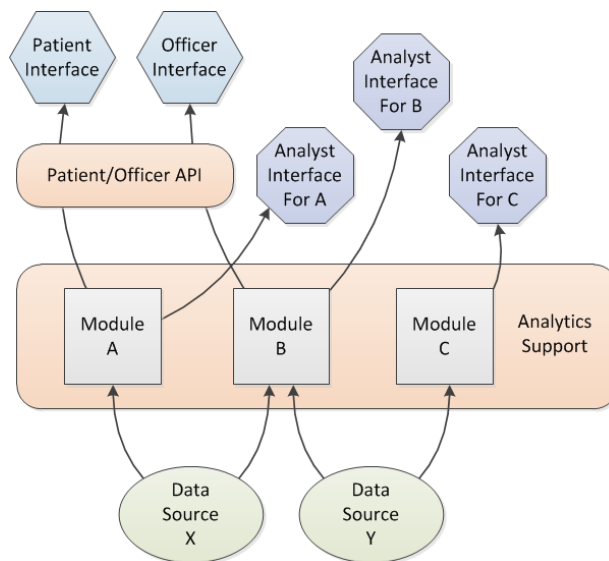 Patient
Interface
Officer
Interface
Analyst
Interface
For B
Patient/Officer API
Analyst
Interface
For A
Analyst
Interface
For C
Module
A
Module
B
Module
C
Analytics
Support
Data
Source
X
Data
Source
Y